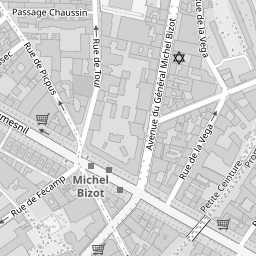 Passage Chaussin
Rue de la Véga
Rue de Toul
Rue de Picpus
Avenue du Général Michel Bizot
Rue de la Véga
Michel
Bizot
Petite Ceinture
Rue de Fécamp